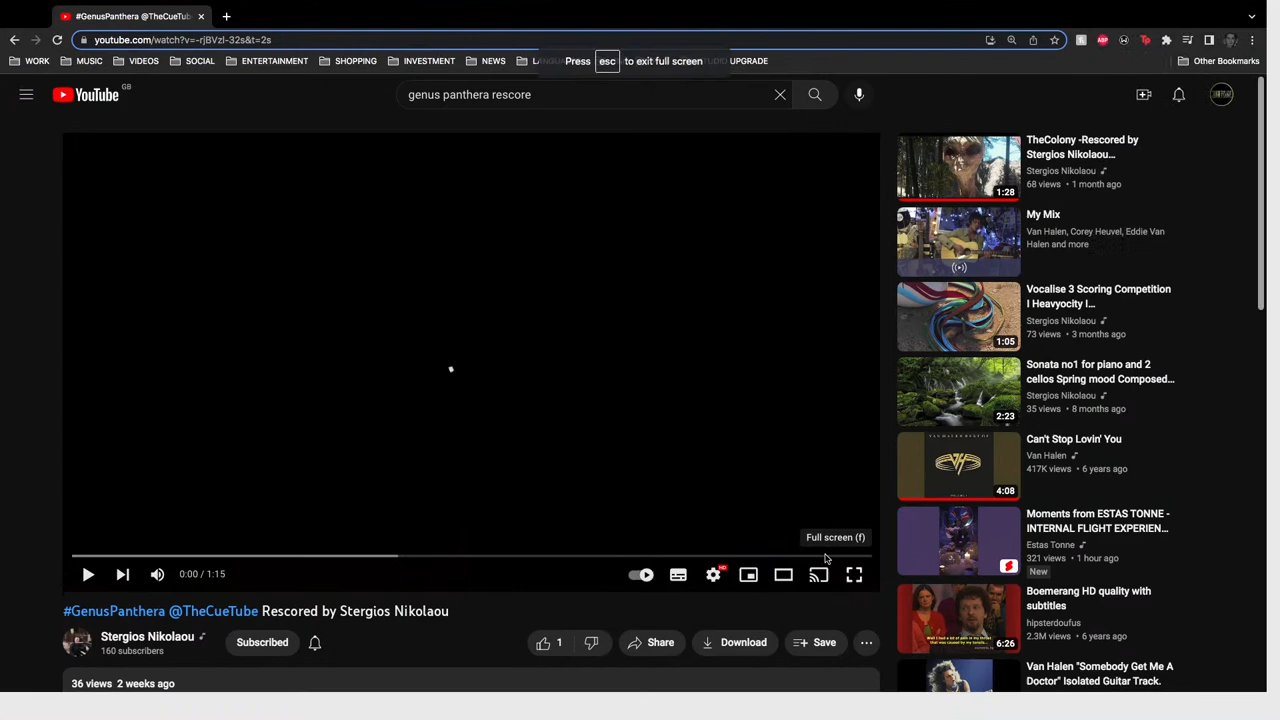 #GenusPanthera @TheCueTub
youtube.com/watch?v=-rjBVzI-32s&t=2s
ABP
WORK
MUSIC
VIDEOS
SOCIAL
ENTERTAINMENT
SHOPPING
INVESTMENT
NEWS
Press esc to exit full screen
UPGRADE
Other Bookmarks
YouTube GB
genus panthera rescore
TheColony -Rescored by
Stergios Nikolaou…
Stergios Nikolaou
68 views • 1 month ago
1:28
My Mix
Van Halen, Corey Heuvel, Eddie Van
Halen and more
Vocalise 3 Scoring Competition
I Heavyocity I…
Stergios Nikolaou
73 views • 3 months ago
1:05
Sonata no1 for piano and 2
cellos Spring mood Composed…
Stergios Nikolaou
35 views • 8 months ago
2:23
Can't Stop Lovin' You
Van Halen
417K views • 6 years ago
4:08
Moments from ESTAS TONNE -
INTERNAL FLIGHT EXPERIEN…
Estas Tonne
321 views • 1 hour ago
New
Boemerang HD quality with
subtitles
hipsterdoufus
2.3M views • 6 years ago
6:26
Van Halen "Somebody Get Me A
Doctor" Isolated Guitar Track.
Full screen (f)
0:00 / 1:15
HD
#GenusPanthera @TheCueTube Rescored by Stergios Nikolaou
Stergios Nikolaou
160 subscribers
Subscribed
1
Share
Download
Save
36 views 2 weeks ago